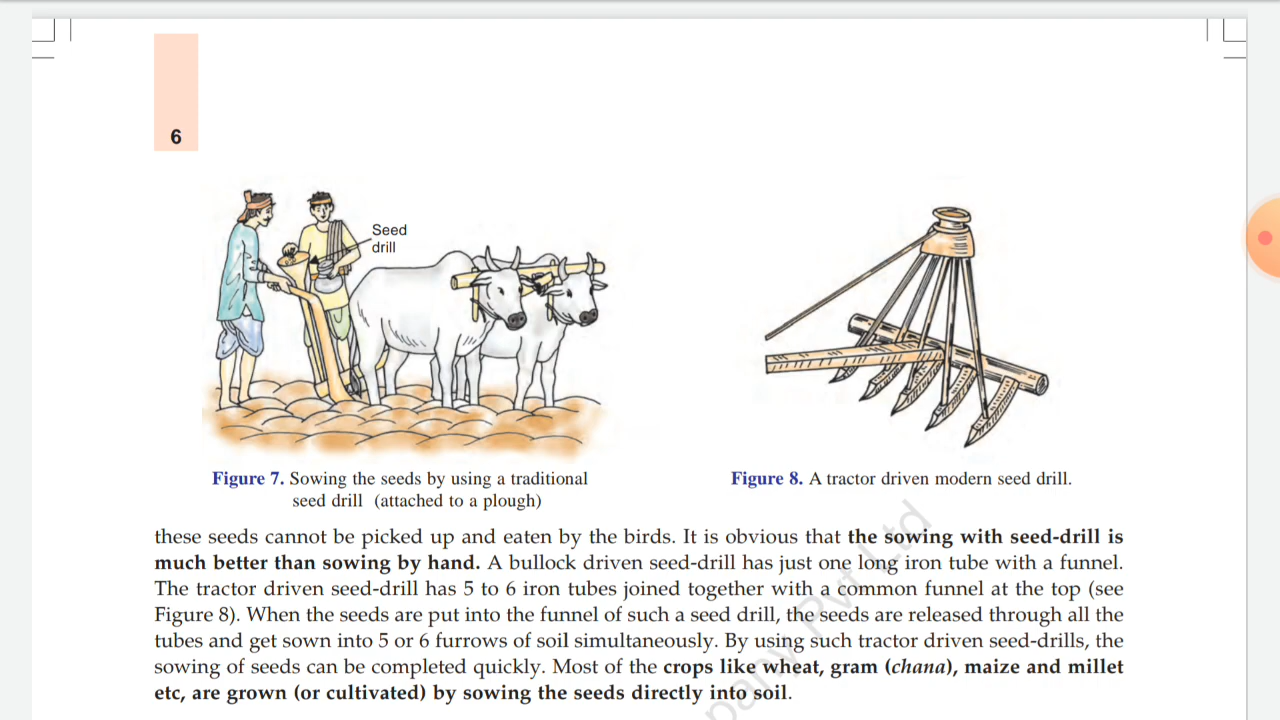 6
Seed
drill
Figure 7. Sowing the seeds by using a traditional
seed drill (attached to a plough)
Figure 8. A tractor driven modern seed drill.
these seeds cannot be picked up and eaten by the birds. It is obvious that the sowing with seed-drill is
much better than sowing by hand. A bullock driven seed-drill has just one long iron tube with a funnel.
The tractor driven seed-drill has 5 to 6 iron tubes joined together with a common funnel at the top (see
Figure 8). When the seeds are put into the funnel of such a seed drill, the seeds are released through all the
tubes and get sown into 5 or 6 furrows of soil simultaneously. By using such tractor driven seed-drills, the
sowing of seeds can be completed quickly. Most of the crops like wheat, gram (chana), maize and millet
etc, are grown (or cultivated) by sowing the seeds directly into soil.
pany Pvt Ltd